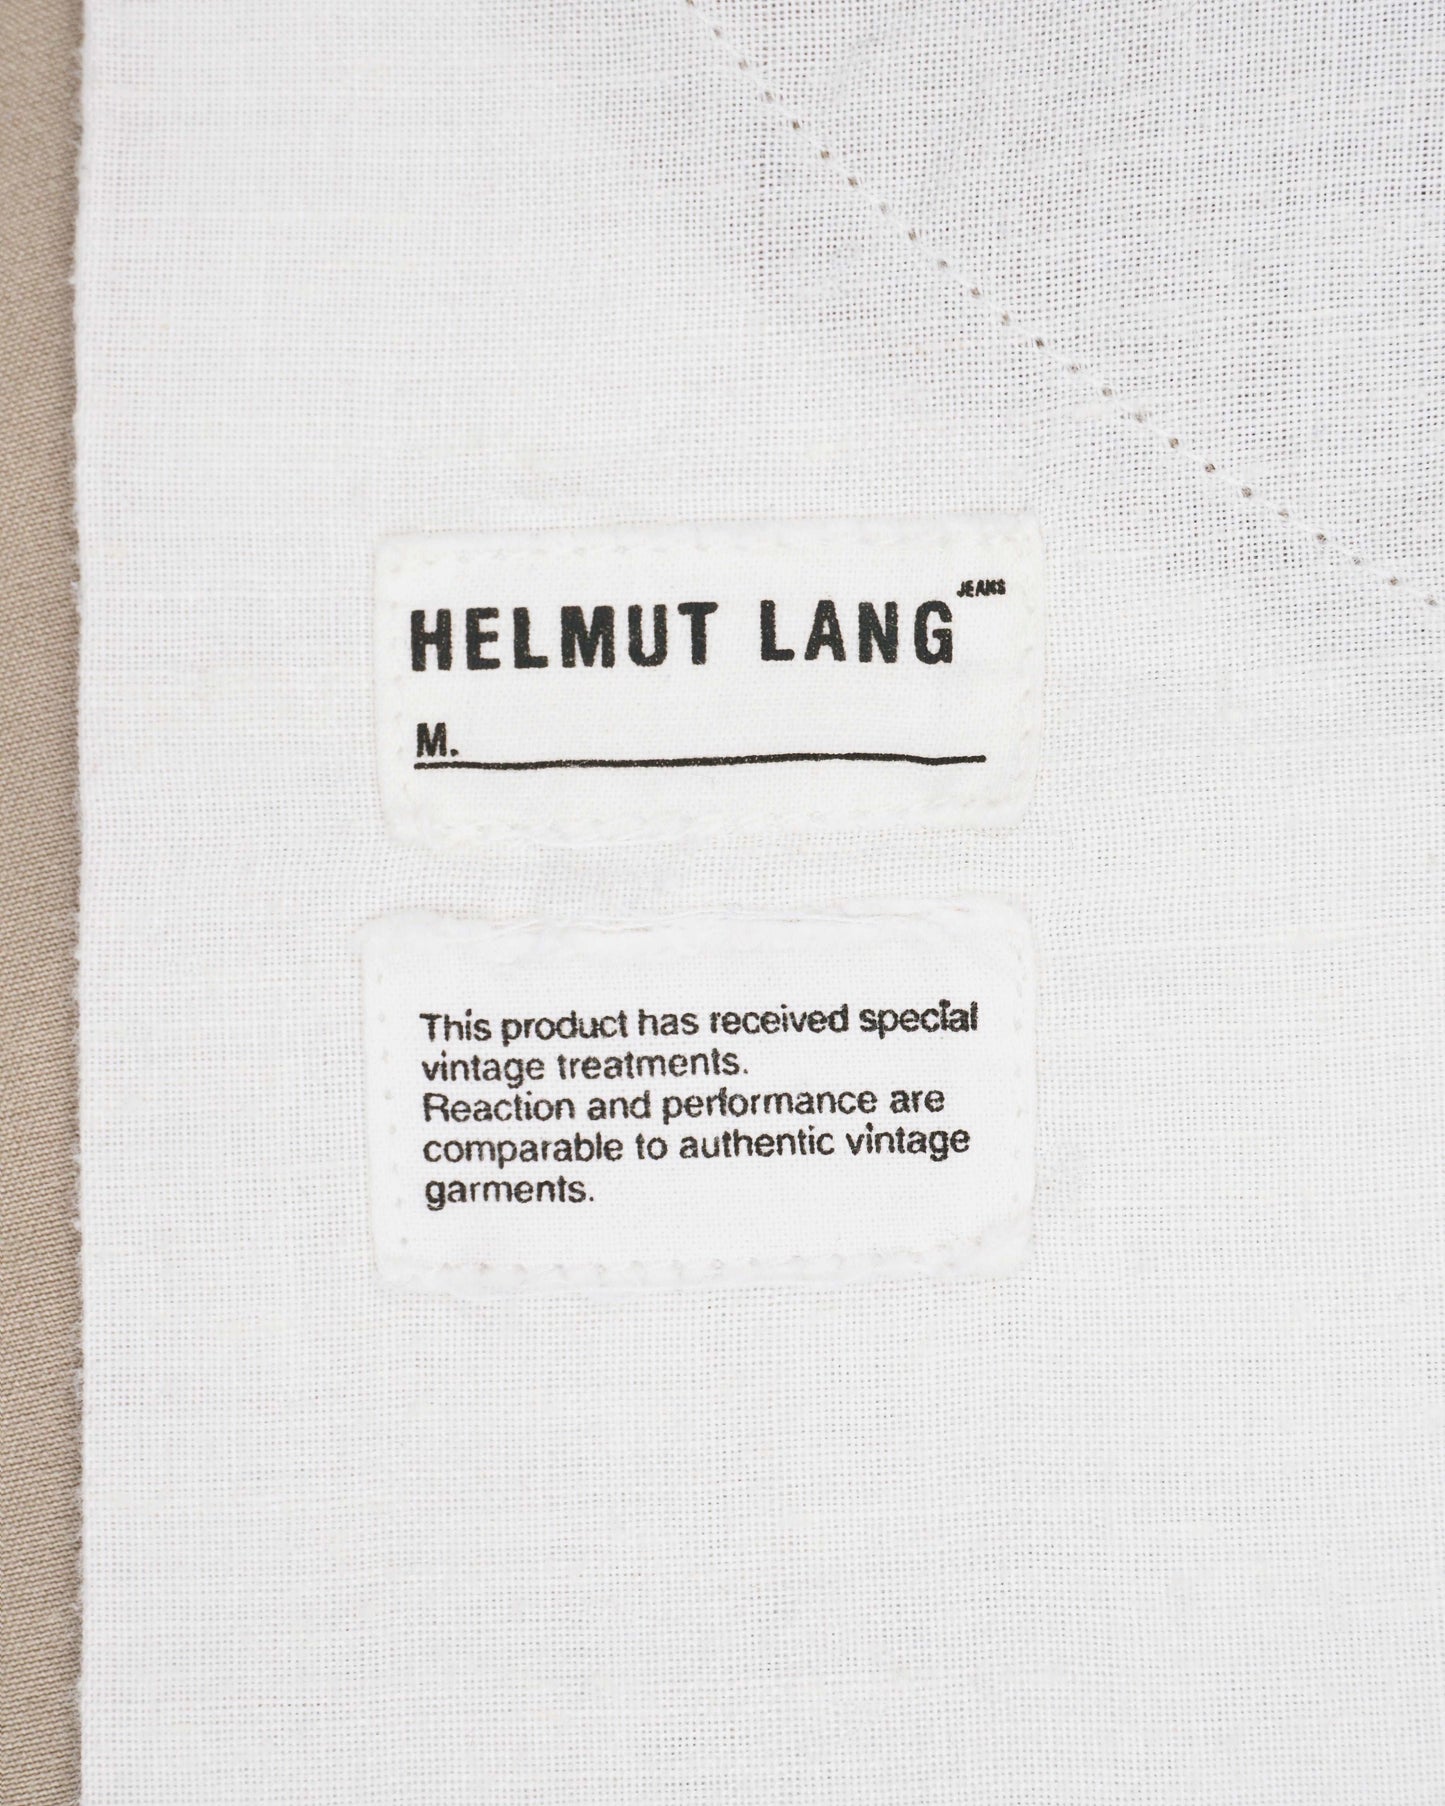 HELMUT LANG JEANS
M.
This product has received special
vintage treatments.
Reaction and performance are
comparable to authentic vintage
garments.